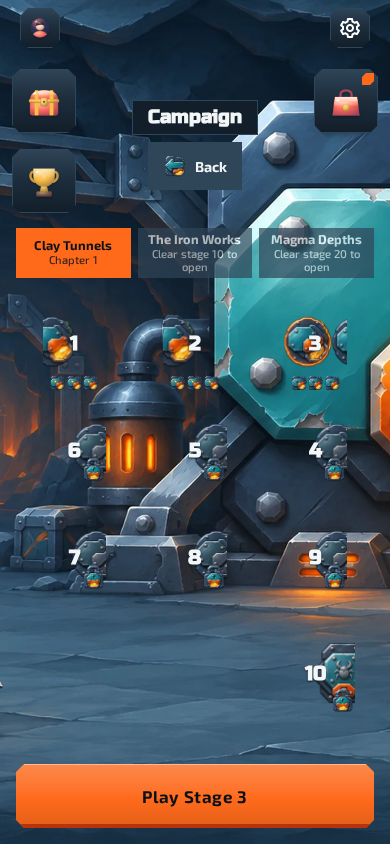 Campaign
Back
Clay Tunnels
Chapter 1
The Iron Works
Clear stage 10 to
open
Magma Depths
Clear stage 20 to
open
1
2
3
6
5
4
7
8
9
10
Play Stage 3